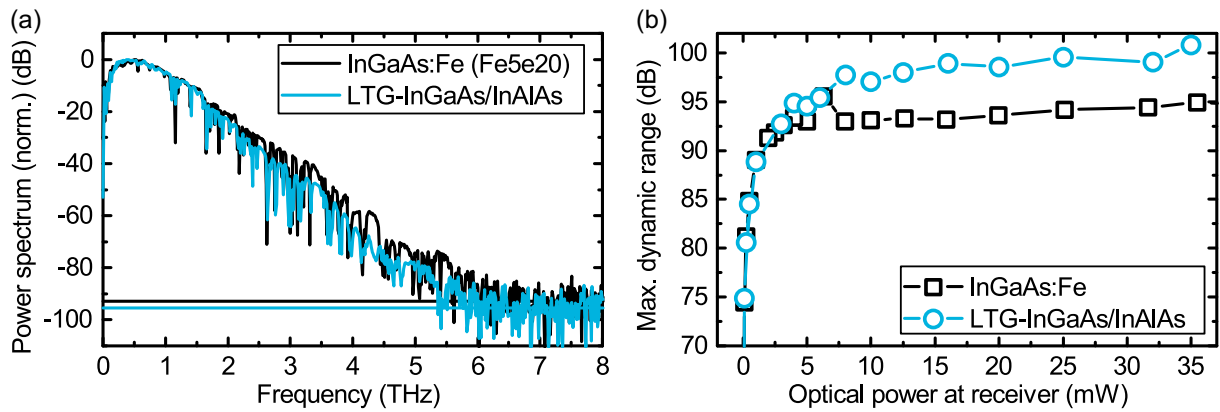 (a)
Power spectrum (norm.) (dB)
0
-20
-40
-60
-80
-100
InGaAs:Fe (Fe5e20)
LTG-InGaAs/InAlAs
0 1 2 3 4 5 6 7 8
Frequency (THz)
(b)
Max. dynamic range (dB)
100
95
90
85
80
75
70
InGaAs:Fe
LTG-InGaAs/InAlAs
0 5 10 15 20 25 30 35
Optical power at receiver (mW)